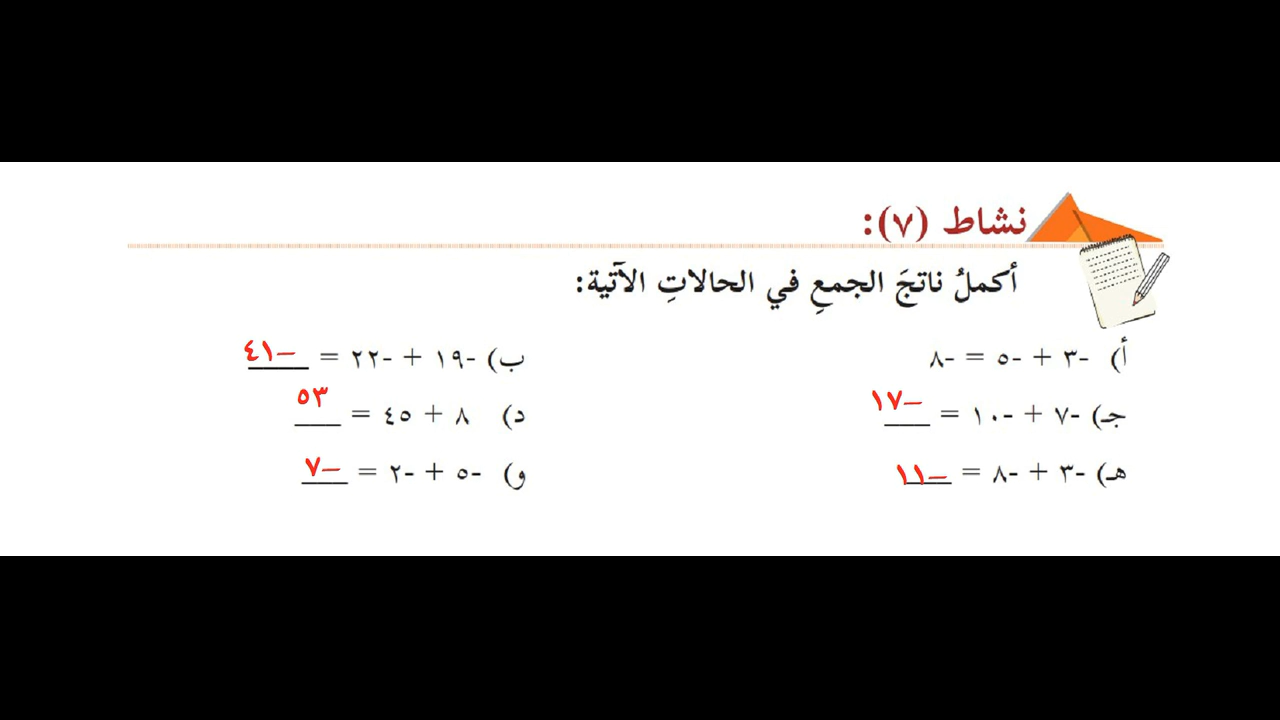 نشاط (٧):
أكملُ ناتجَ الجمعِ في الحالاتِ الآتية:
أ) -٣ + -٥ = -٨
ب) -١٩ + -٢٢ = -٤١
جـ) -٧ + -١٠ = -١٧
د) ٨ + ٤٥ = ٥٣
هـ) -٣ + -٨ = -١١
و) -٥ + -٢ = -٧